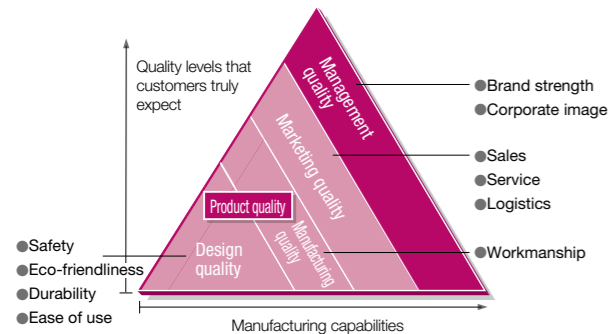 Quality levels that
customers truly
expect
Management
quality
Brand strength
Corporate image
Marketing quality
Sales
Service
Logistics
Product quality
Manufacturing
quality
Workmanship
Design
quality
Safety
Eco-friendliness
Durability
Ease of use
Manufacturing capabilities